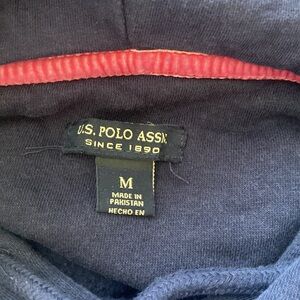 U.S. POLO ASSN.
SINCE 1890
M
MADE IN
PAKISTAN
HECHO EN